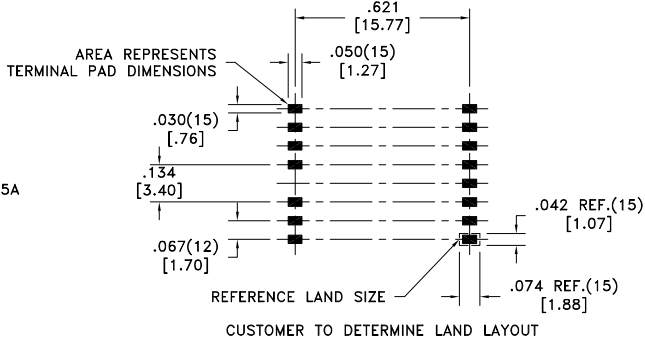 .621
[15.77]
AREA REPRESENTS
TERMINAL PAD DIMENSIONS
.050(15)
[1.27]
.030(15)
[.76]
.134
[3.40]
5A
.042 REF.(15)
[1.07]
.067(12)
[1.70]
REFERENCE LAND SIZE
.074 REF.(15)
[1.88]
CUSTOMER TO DETERMINE LAND LAYOUT